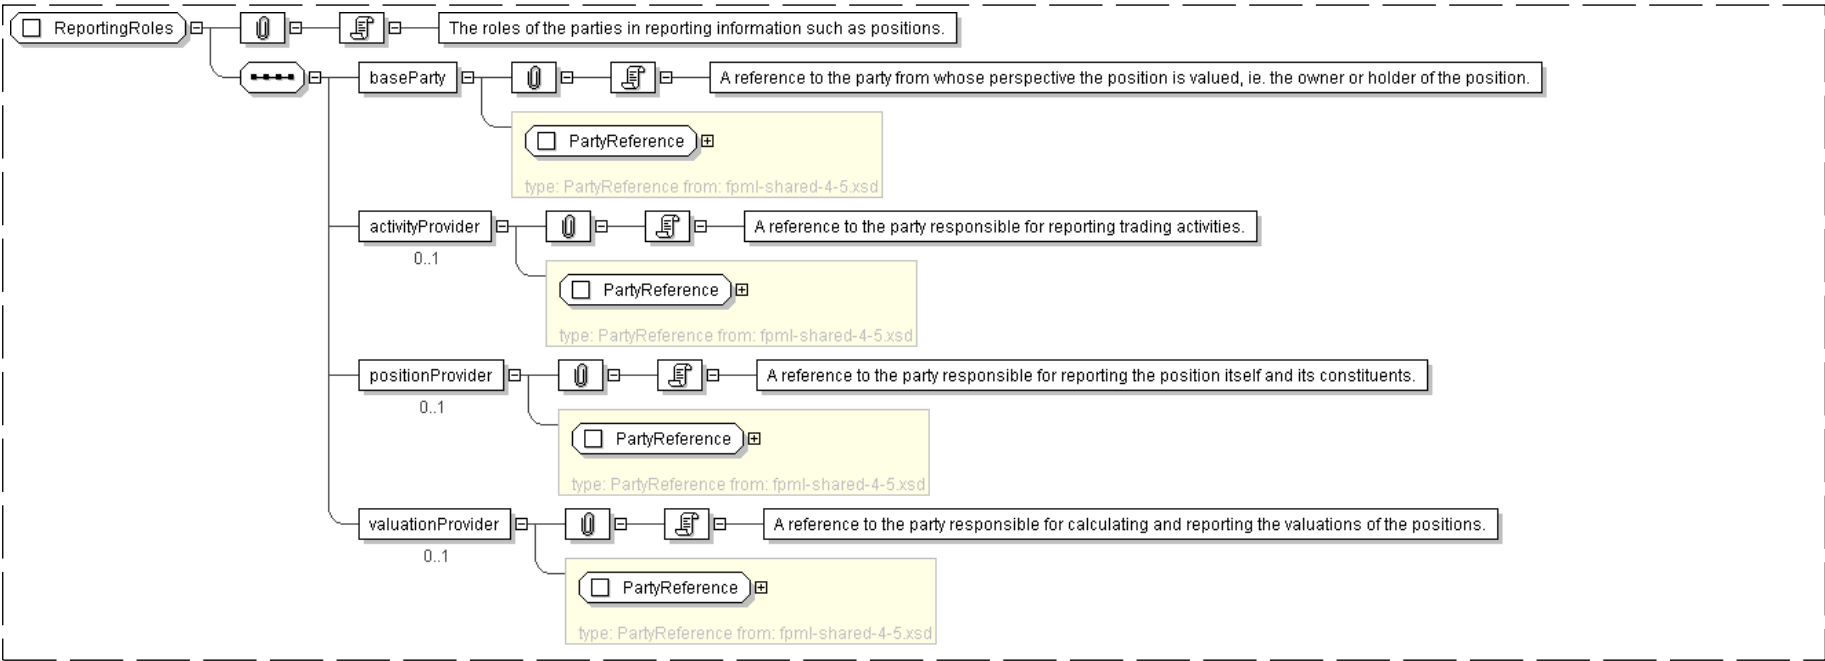 ReportingRoles The roles of the parties in reporting information such as positions.
baseParty A reference to the party from whose perspective the position is valued, ie. the owner or holder of the position.
PartyReference
type: PartyReference from: fpml-shared-4-5.xsd
activityProvider A reference to the party responsible for reporting trading activities.
0..1
PartyReference
type: PartyReference from: fpml-shared-4-5.xsd
positionProvider A reference to the party responsible for reporting the position itself and its constituents.
0..1
PartyReference
type: PartyReference from: fpml-shared-4-5.xsd
valuationProvider A reference to the party responsible for calculating and reporting the valuations of the positions.
0..1
PartyReference
type: PartyReference from: fpml-shared-4-5.xsd